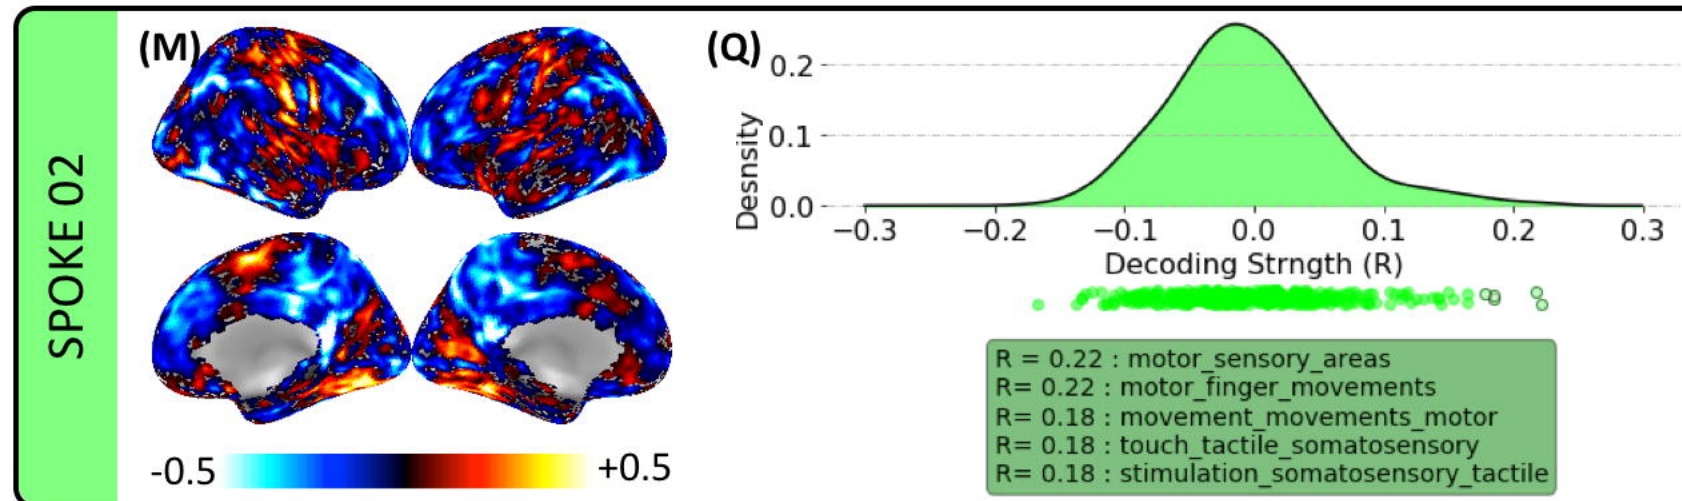 SPOKE 02
(M)
-0.5
+0.5
(Q)
0.2
0.1
0.0
Desnsity
−0.3 −0.2 −0.1 0.0 0.1 0.2 0.3
Decoding Strngth (R)
R = 0.22 : motor_sensory_areas
R= 0.22 : motor_finger_movements
R= 0.18 : movement_movements_motor
R= 0.18 : touch_tactile_somatosensory
R= 0.18 : stimulation_somatosensory_tactile